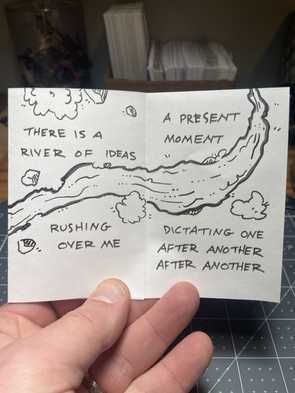 THERE IS A
RIVER OF IDEAS
RUSHING
OVER ME
A PRESENT
MOMENT
DICTATING ONE
AFTER ANOTHER
AFTER ANOTHER